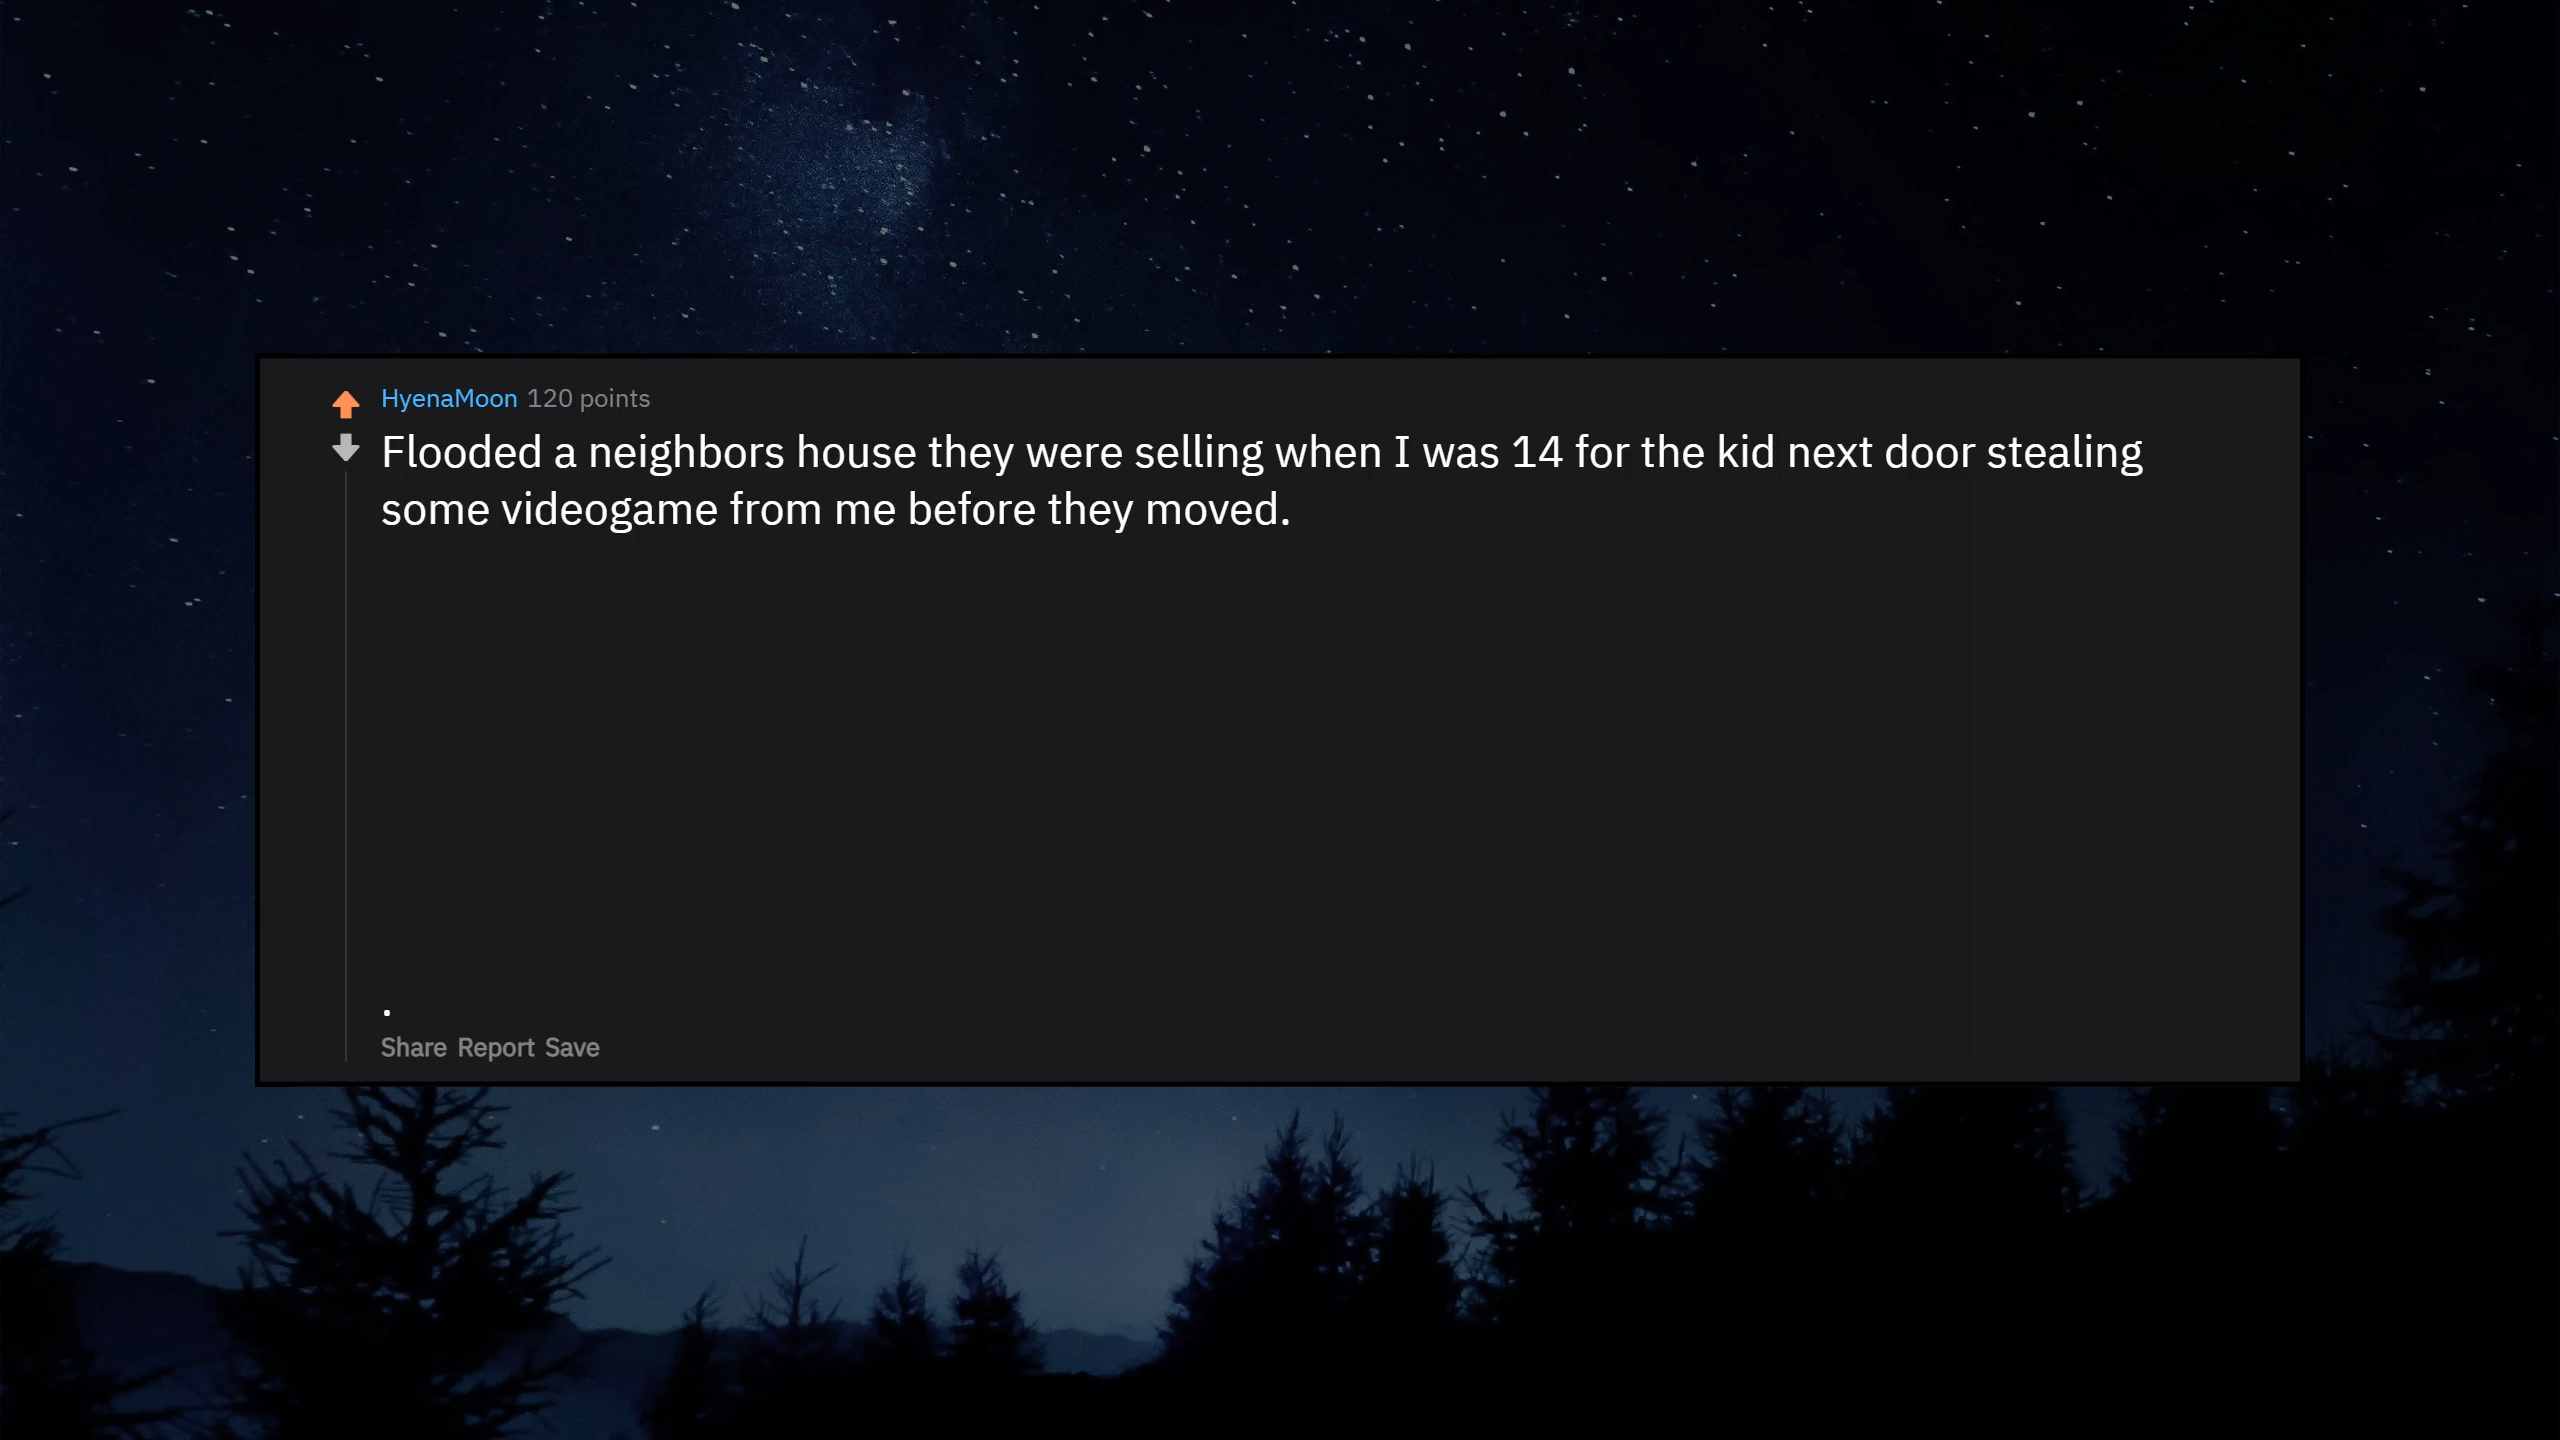 HyenaMoon 120 points
Flooded a neighbors house they were selling when I was 14 for the kid next door stealing
some videogame from me before they moved.
.
Share Report Save